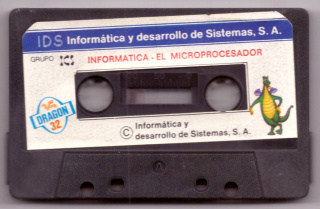 IDS Informática y desarrollo de Sistemas, S. A.
GRUPO
INFORMATICA - EL MICROPROCESADOR
DRAGON
32
© Informática y
desarrollo de Sistemas, S. A.